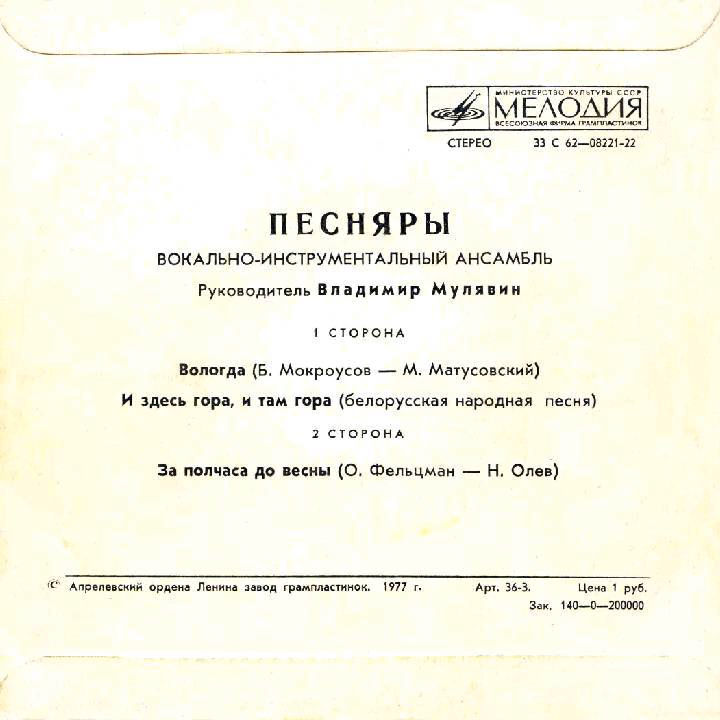 МИНИСТЕРСТВО КУЛЬТУРЫ СССР
МЕЛОДИЯ
ВСЕСОЮЗНАЯ ФИРМА ГРАМПЛАСТИНОК
СТЕРЕО 33 С 62—08221-22
ПЕСНЯРЫ
ВОКАЛЬНО-ИНСТРУМЕНТАЛЬНЫЙ АНСАМБЛЬ
Руководитель Владимир Мулявин
1 СТОРОНА
Вологда (Б. Мокроусов — М. Матусовский)
И здесь гора, и там гора (белорусская народная песня)
2 СТОРОНА
За полчаса до весны (О. Фельцман — Н. Олев)
© Апрелевский ордена Ленина завод грампластинок. 1977 г. Арт. 36-3. Цена 1 руб.
Зак. 140—0—200000